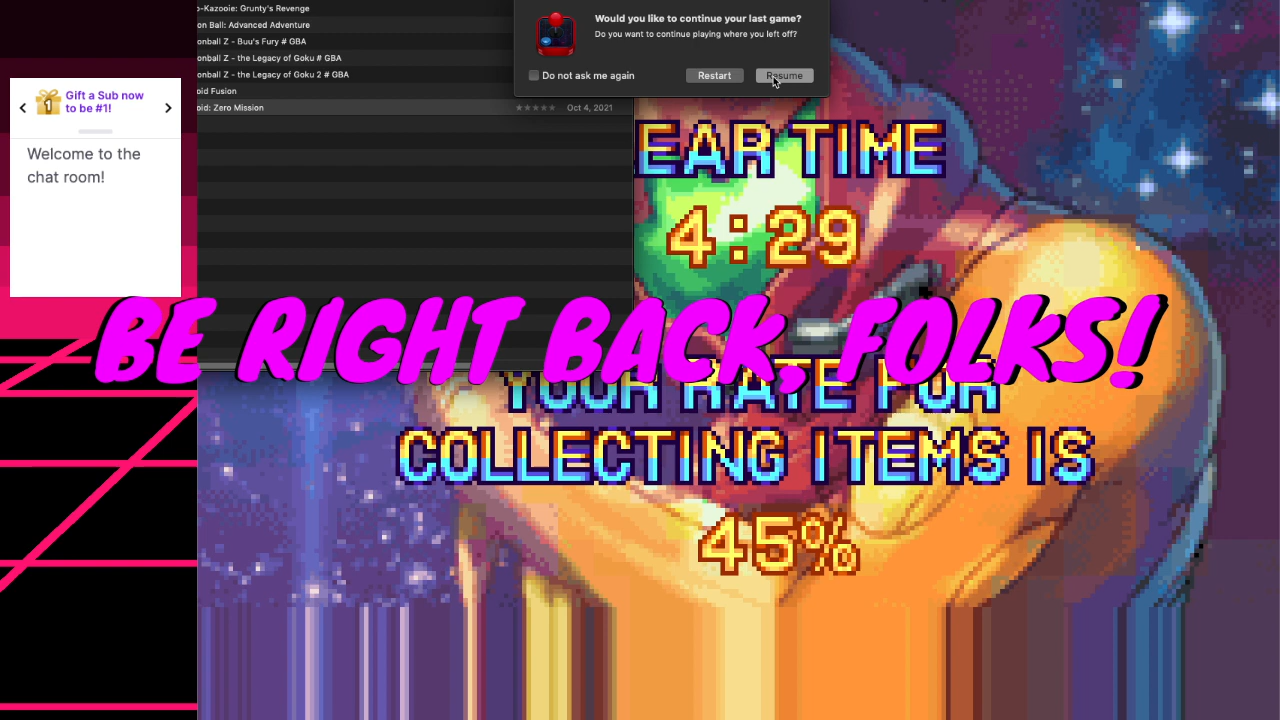 o-Kazooie: Grunty's Revenge
on Ball: Advanced Adventure
onball Z - Buu's Fury # GBA
onball Z - the Legacy of Goku # GBA
onball Z - the Legacy of Goku 2 # GBA
oid Fusion
oid: Zero Mission
★★★★★ Oct 4, 2021
Would you like to continue your last game?
Do you want to continue playing where you left off?
Do not ask me again
Restart
Resume
1
Gift a Sub now
to be #1!
Welcome to the
chat room!
EAR TIME
4:29
BE RIGHT BACK, FOLKS!
YOUR RATE FOR
COLLECTING ITEMS IS
45%